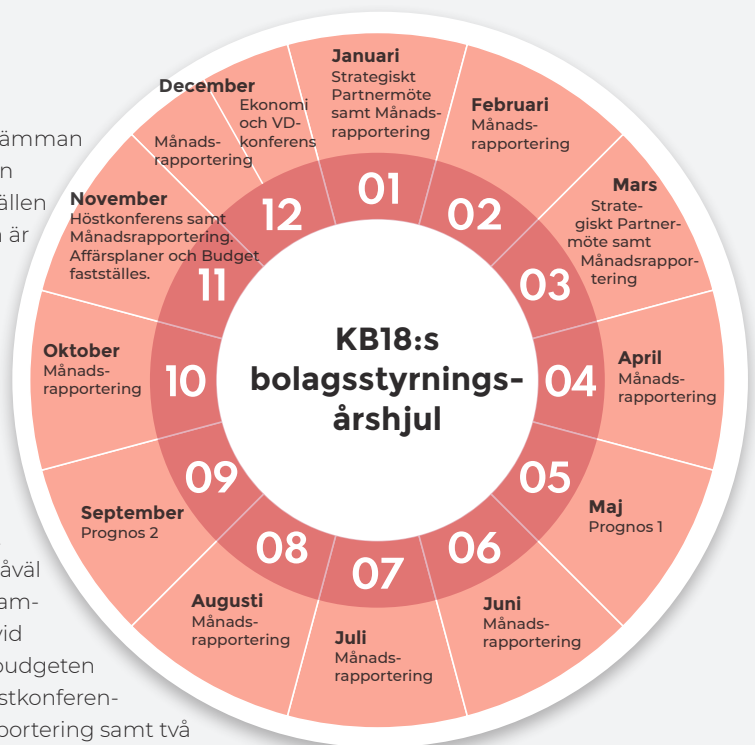 ämman
n
ällen
är
Januari
Strategiskt
Partnermöte
samt Månads-
rapportering
Februari
Månads-
rapportering
Mars
Strate-
giskt Partner-
möte samt
Månadsrappor-
tering
April
Månads-
rapportering
Maj
Prognos 1
Juni
Månads-
rapportering
Juli
Månads-
rapportering
Augusti
Månads-
rapportering
September
Prognos 2
Oktober
Månads-
rapportering
November
Höstkonferens samt
Månadsrapportering.
Affärsplaner och Budget
fastställes.
December
Månads-
rapportering
Ekonomi
och VD-
konferens
01
02
03
04
05
06
07
08
09
10
11
12
KB18:s
bolagsstyrnings-
årshjul
åväl
am-
vid
budgeten
stkonferen-
portering samt två